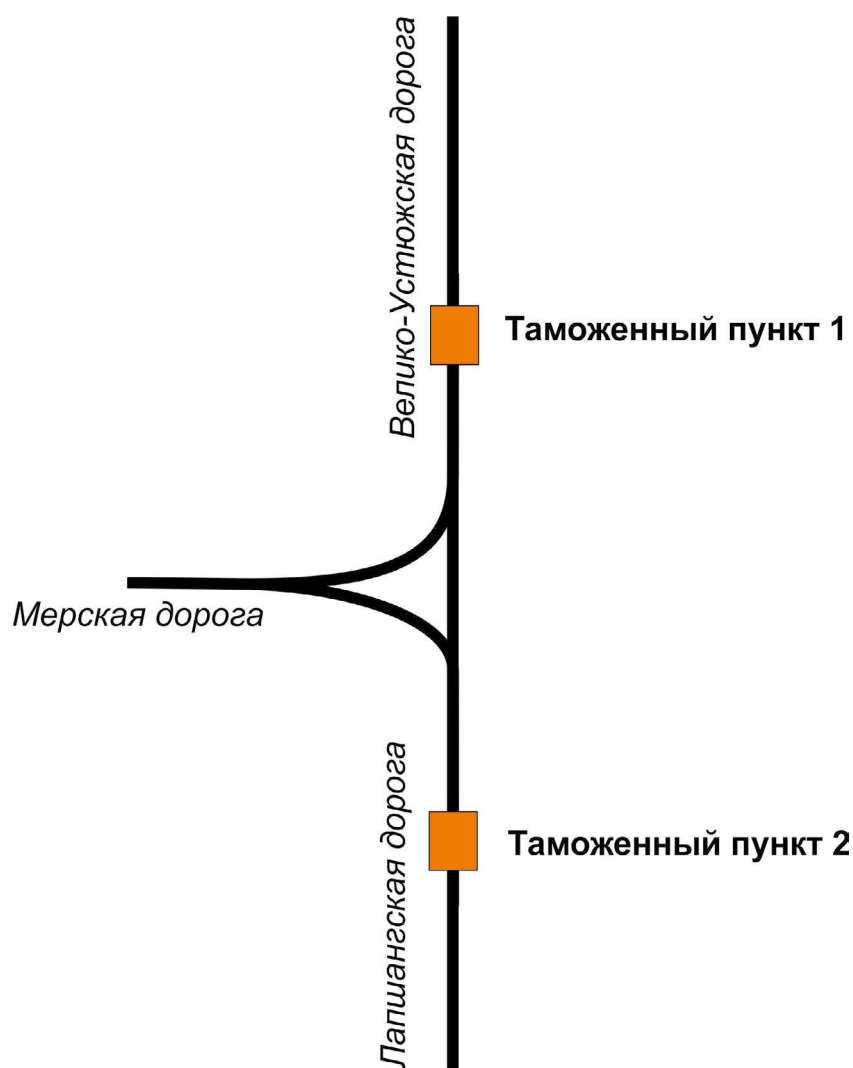 Велико-Устюжская дорога
Таможенный пункт 1
Мерская дорога
Лапшангская дорога
Таможенный пункт 2